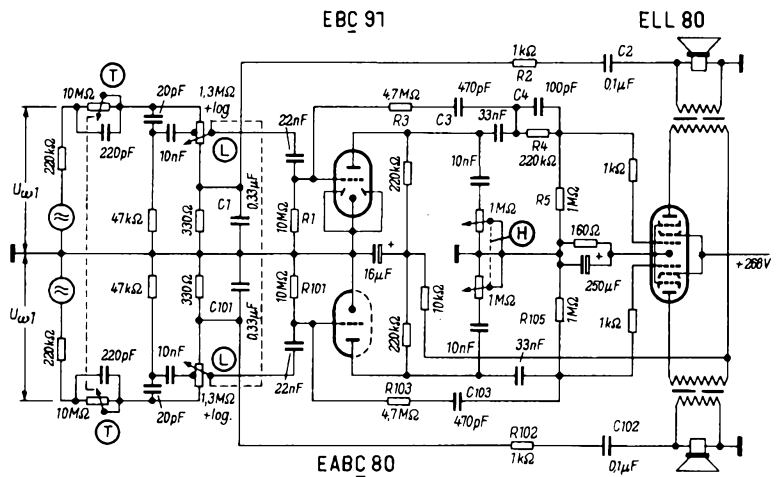 EBC 91
ELL 80
1kΩ
R2
C2
0,1µF
T
10MΩ
20pF
1,3MΩ
+log.
4,7MΩ
470pF
C4
100pF
R3
C3
33nF
R4
220kΩ
22nF
220pF
10nF
L
220kΩ
Uω1
10nF
R5
1MΩ
1kΩ
47kΩ
330Ω
C1
0,33µF
R1
10MΩ
220kΩ
1MΩ
H
160Ω
+
16µF
+
250µF
+268V
47kΩ
330Ω
C101
0,33µF
R101
10MΩ
10kΩ
1MΩ
R105
1MΩ
1kΩ
Uω1
220kΩ
220kΩ
10nF
33nF
220pF
10nF
L
22nF
10MΩ
T
20pF
1,3MΩ
+log.
R103
4,7MΩ
C103
470pF
EABC 80
R102
1kΩ
C102
0,1µF